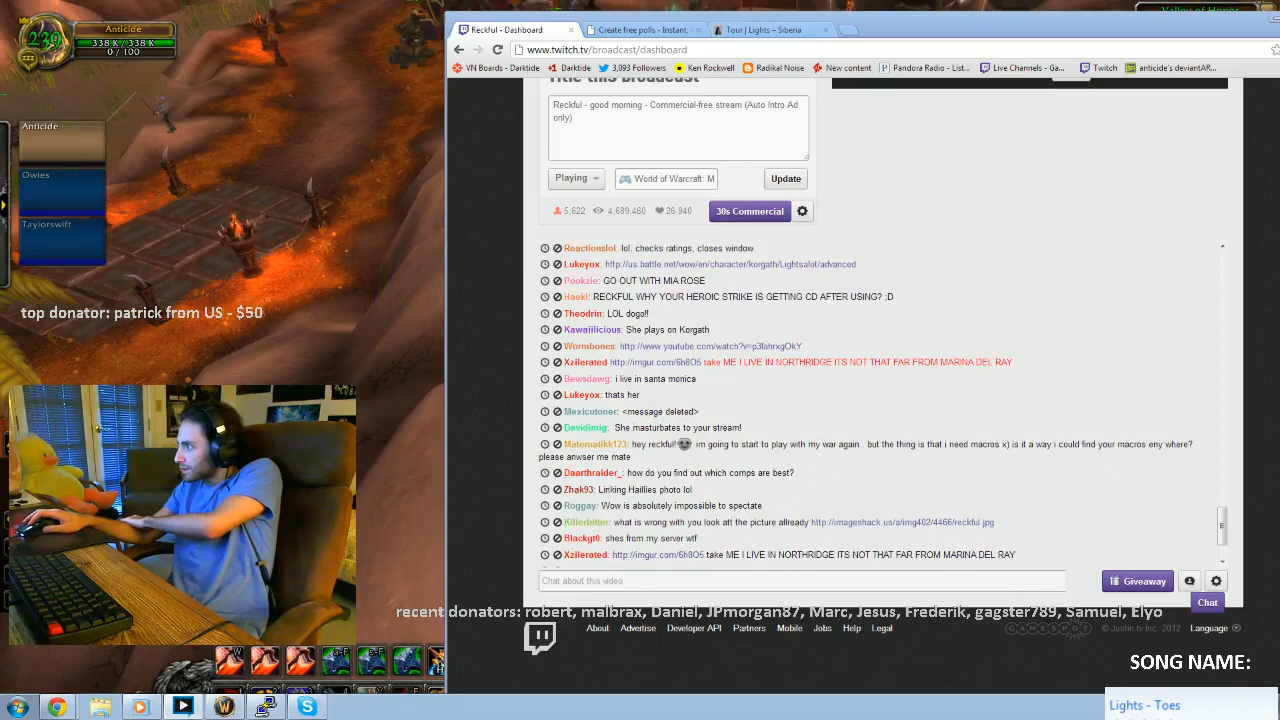 Anticide
239
338 K / 338 K
0 / 100
zzz
Anticide
Owies
Taylorswift
top donator: patrick from US - $50
Valley of Honor
Reckful - Dashboard
Create free polls - Instant,
Tour | Lights – Siberia
www.twitch.tv/broadcast/dashboard
VN Boards - Darktide
Darktide
3,093 Followers
Ken Rockwell
Radikal Noise
New content
Pandora Radio - List...
Live Channels - Ga...
Twitch
anticide's deviantAR...
Title this broadcast
Reckful - good morning - Commercial-free stream (Auto Intro Ad
only)
Playing
World of Warcraft: M
Update
5,622
4,689,460
26,940
30s Commercial
Reactionslol: lol, checks ratings, closes window
Lukeyox: http://us.battle.net/wow/en/character/korgath/Lightsalot/advanced
Pookzie: GO OUT WITH MIA ROSE
Haekl: RECKFUL WHY YOUR HEROIC STRIKE IS GETTING CD AFTER USING? ;D
Theodrin: LOL dogo!!
Kawaiilicious: She plays on Korgath
Wormbones: http://www.youtube.com/watch?v=p3fahrxgOkY
Xzilerated http://imgur.com/6h8O5 take ME I LIVE IN NORTHRIDGE ITS NOT THAT FAR FROM MARINA DEL RAY
Bewsdawg: i live in santa monica
Lukeyox: thats her
Mexicutoner: <message deleted>
Davidimig: She masturbates to your stream!
Matematikk123: hey reckful! im going to start to play with my war again.. but the thing is that i need macros x) is it a way i could find your macros eny where?
please anwser me mate
Daarthraider_: how do you find out which comps are best?
Zhak93: Linking Haillies photo lol
Roggay: Wow is absolutely impossible to spectate
Killerbitter: what is wrong with you look att the picture allready http://imageshack.us/a/img402/4466/reckful.jpg
Blackgt0: shes from my server wtf
Xzilerated: http://imgur.com/6h8O5 take ME I LIVE IN NORTHRIDGE ITS NOT THAT FAR FROM MARINA DEL RAY
Chat about this video
Giveaway
Chat
recent donators: robert, malbrax, Daniel, JPmorgan87, Marc, Jesus, Frederik, gagster789, Samuel, Elyo
About
Advertise
Developer API
Partners
Mobile
Jobs
Help
Legal
GAMESPOT
© Justin.tv Inc. 2012
Language
SONG NAME:
Lights - Toes